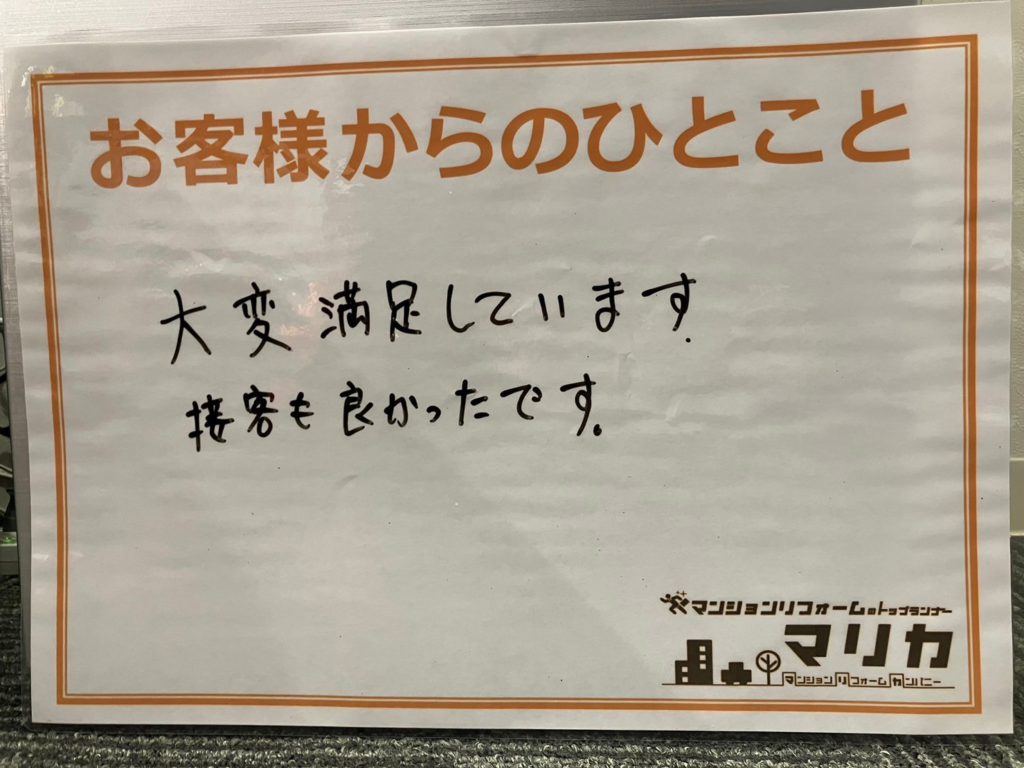 お客様からのひとこと
大変満足しています.
接客も良かったです。
マンションリフォームのトップランナー
マリカ
マンションリフォームカンパニー